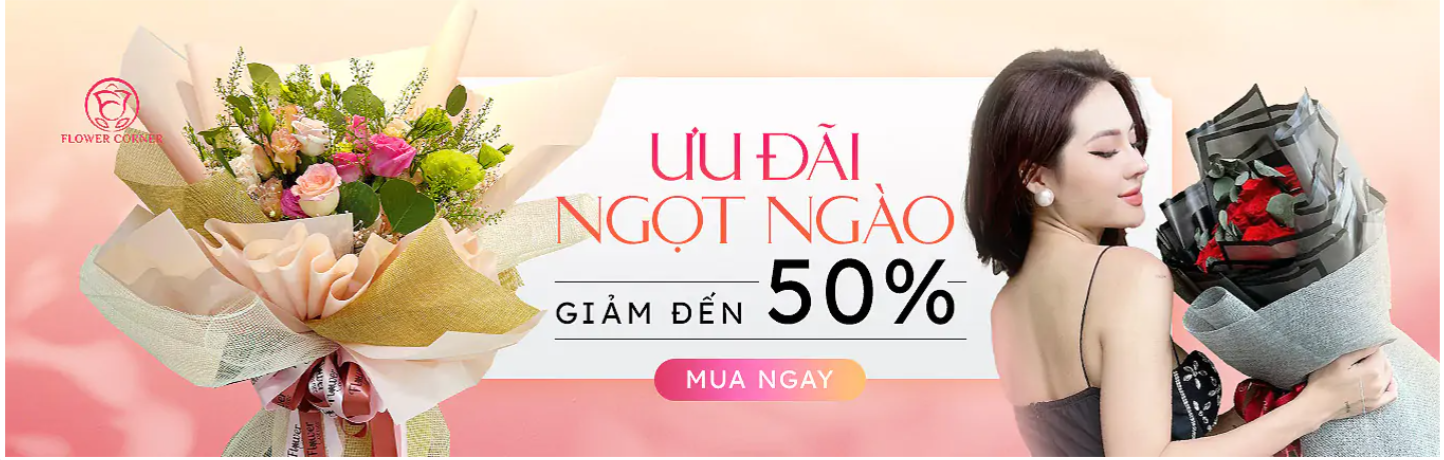 FLOWER CORNER
ƯU ĐÃI
NGỌT NGÀO
GIẢM ĐẾN 50%
MUA NGAY